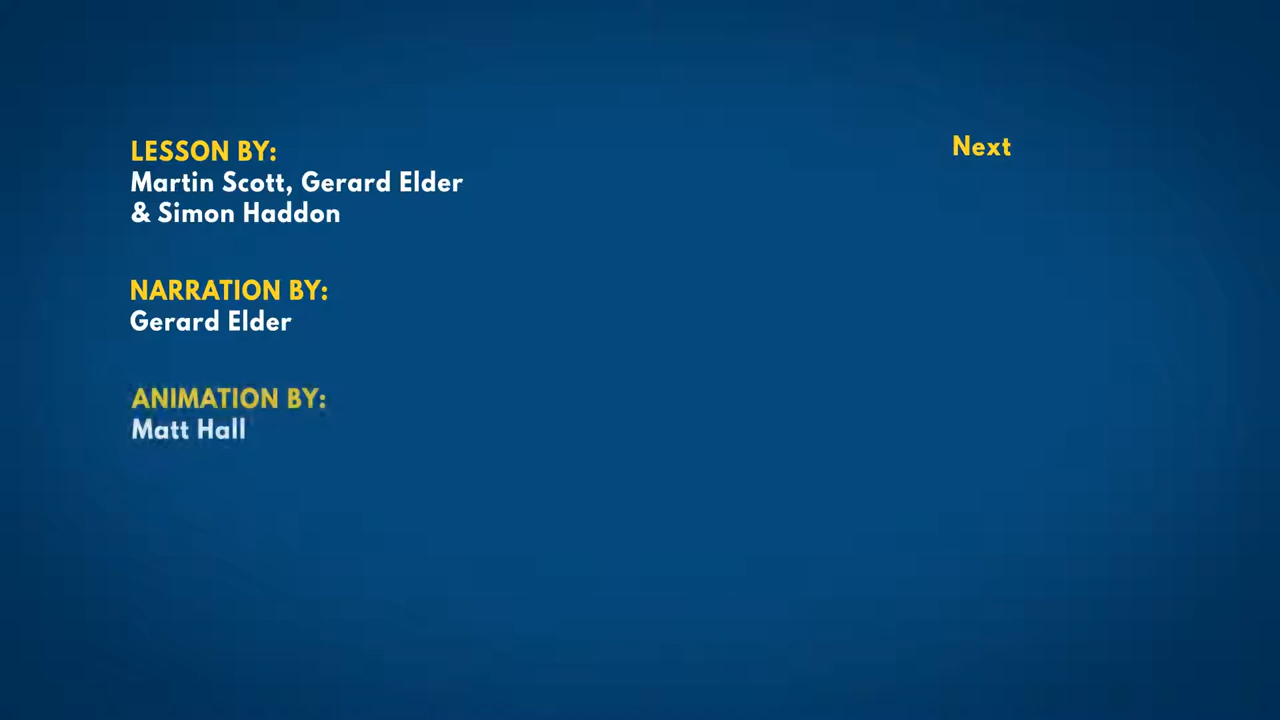 LESSON BY:
Martin Scott, Gerard Elder
& Simon Haddon
NARRATION BY:
Gerard Elder
ANIMATION BY:
Matt Hall
Next